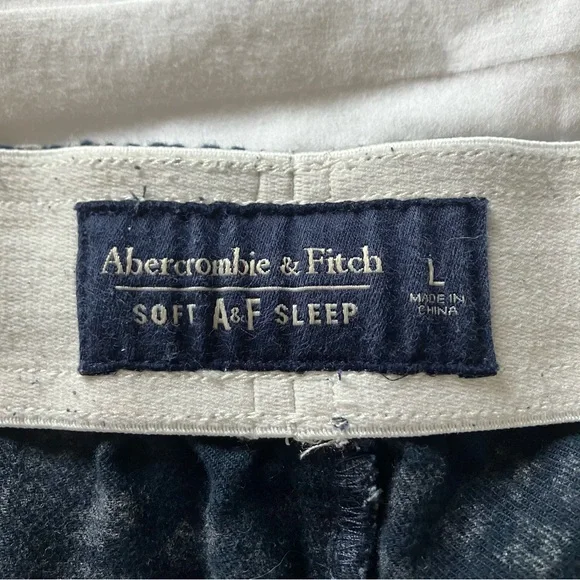 Abercrombie & Fitch
SOFT A&F SLEEP
L
MADE IN
CHINA